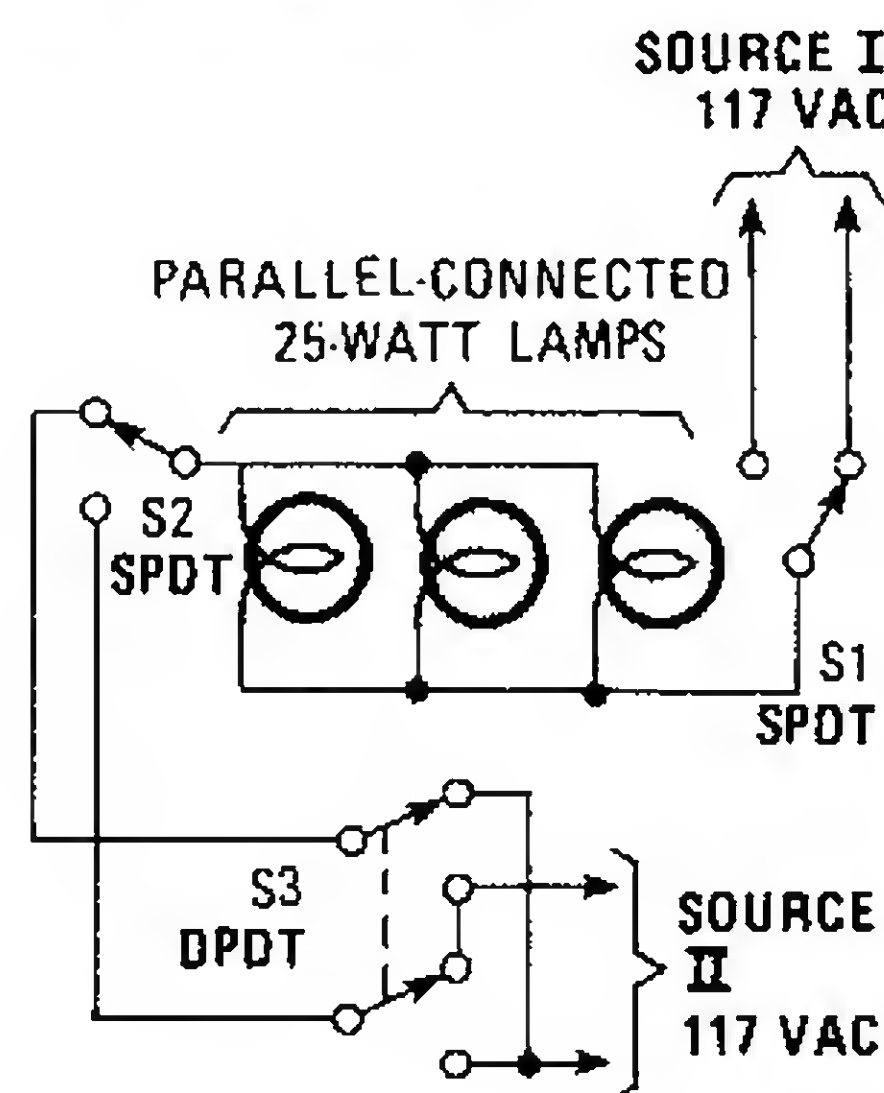 SOURCE I
117 VAC
PARALLEL-CONNECTED
25-WATT LAMPS
S2
SPDT
S1
SPDT
S3
DPDT
SOURCE
II
117 VAC